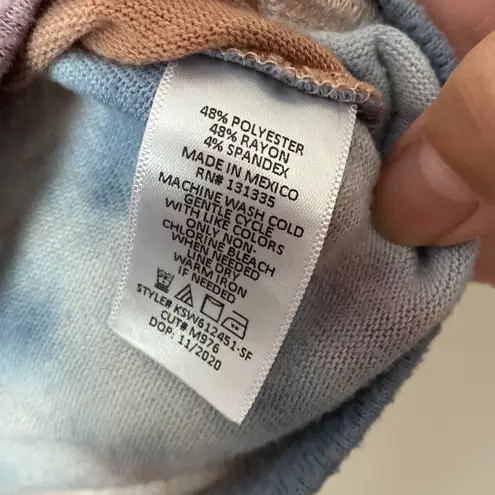 48% POLYESTER
48% RAYON
4% SPANDEX
MADE IN MEXICO
RN# 131335
MACHINE WASH COLD
GENTLE CYCLE
WITH LIKE COLORS
ONLY NON-
CHLORINE BLEACH
WHEN NEEDED
LINE DRY
WARM IRON
IF NEEDED
STYLE# KSW612451-SF
CUT# M976
DOP: 11/2020